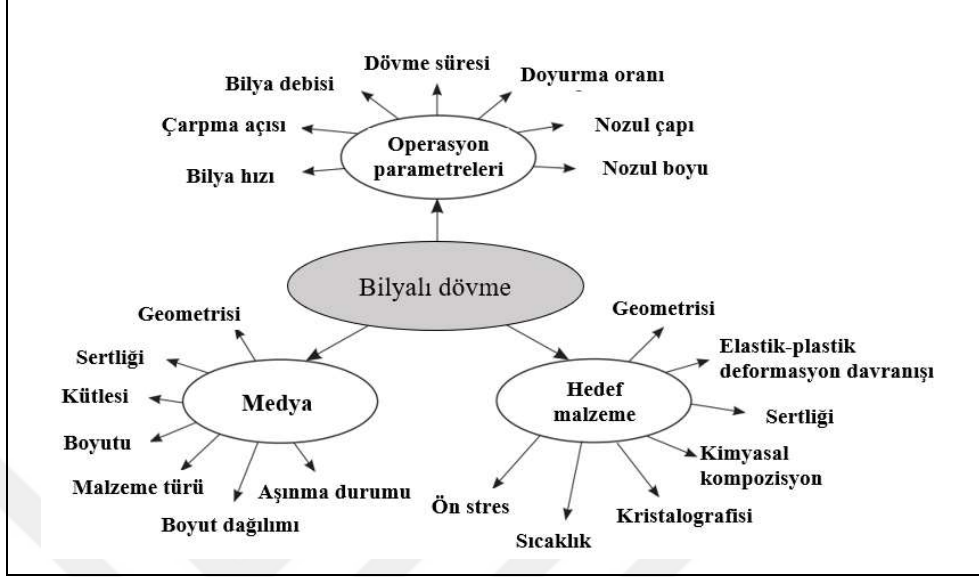 Dövme süresi
Bilya debisi
Doyurma oranı
Çarpma açısı
Nozul çapı
Bilya hızı
Nozul boyu
Operasyon
parametreleri
Bilyalı dövme
Geometrisi
Sertliği
Kütlesi
Boyutu
Malzeme türü
Boyut dağılımı
Aşınma durumu
Medya
Geometrisi
Elastik-plastik
deformasyon davranışı
Sertliği
Kimyasal
kompozisyon
Kristalografisi
Sıcaklık
Ön stres
Hedef
malzeme